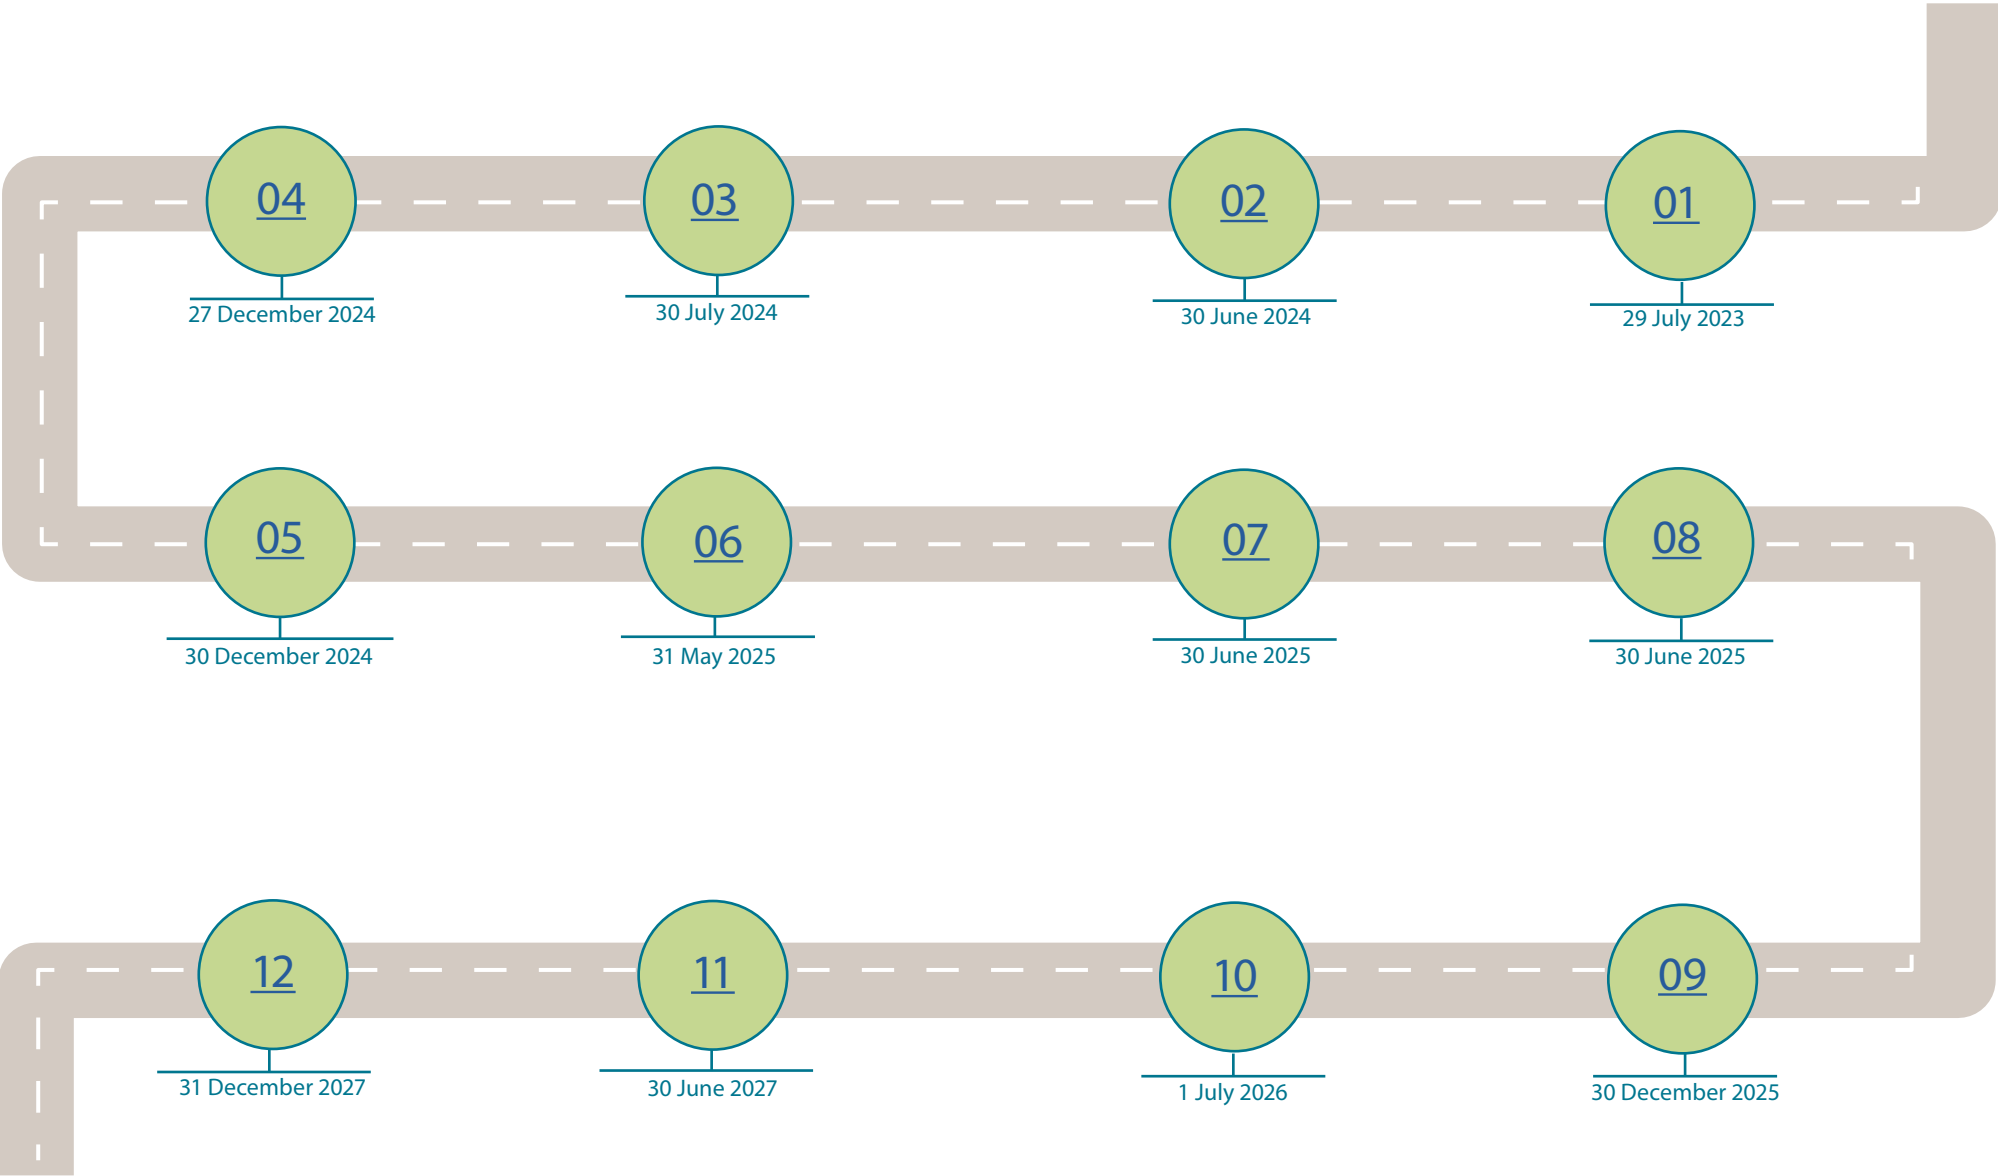 01
29 July 2023
02
30 June 2024
03
30 July 2024
04
27 December 2024
05
30 December 2024
06
31 May 2025
07
30 June 2025
08
30 June 2025
09
30 December 2025
10
1 July 2026
11
30 June 2027
12
31 December 2027